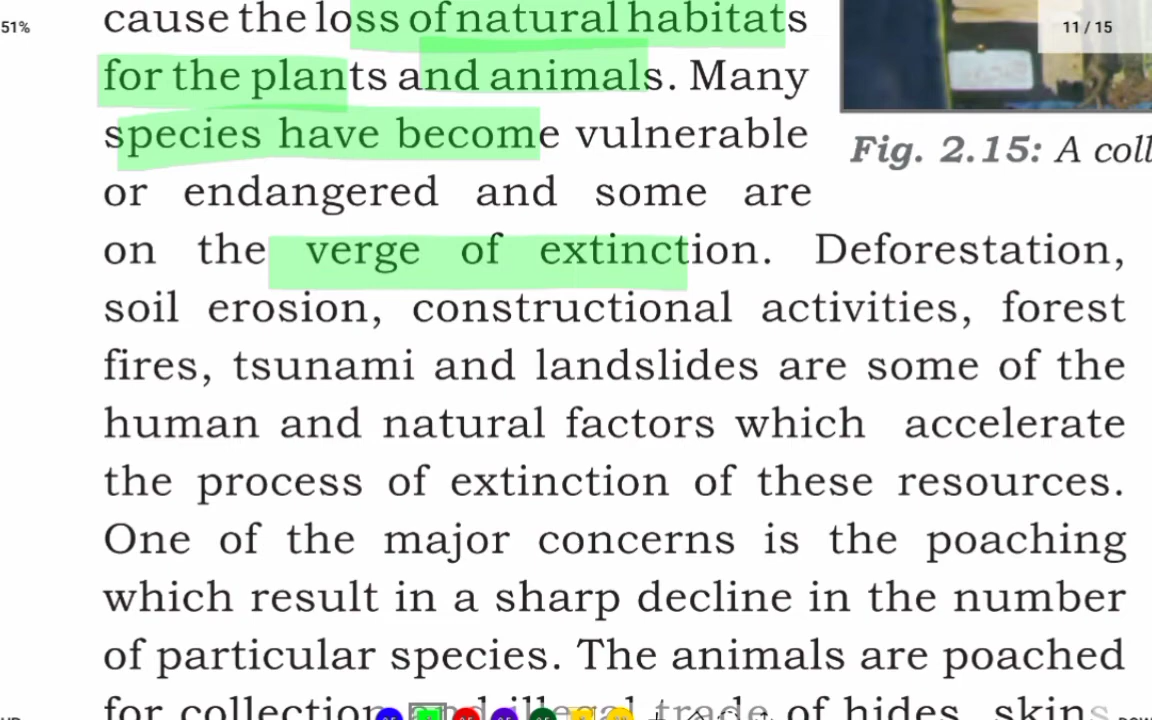 51%
11 / 15
cause the loss of natural habitats
for the plants and animals. Many
species have become vulnerable
or endangered and some are
Fig. 2.15: A coll
on the verge of extinction. Deforestation,
soil erosion, constructional activities, forest
fires, tsunami and landslides are some of the
human and natural factors which accelerate
the process of extinction of these resources.
One of the major concerns is the poaching
which result in a sharp decline in the number
of particular species. The animals are poached
for collection and illegal trade of hides, skins